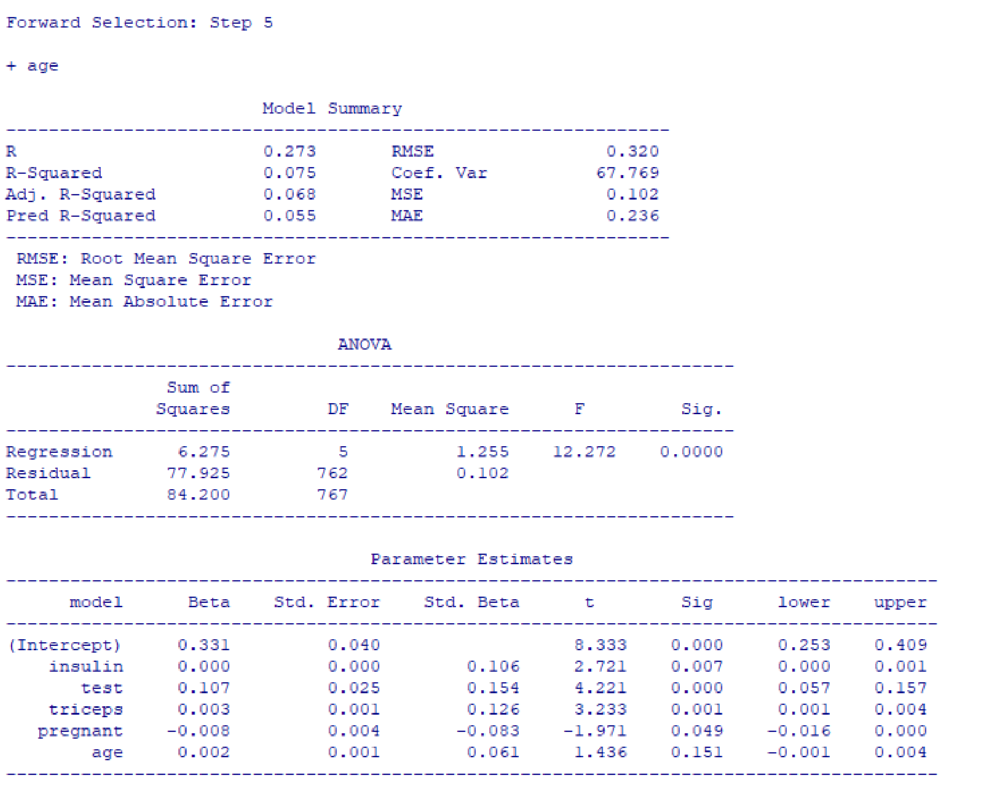 Forward Selection: Step 5
+ age
Model Summary
------------------------------------------------------------------
R 0.273 RMSE 0.320
R-Squared 0.075 Coef. Var 67.769
Adj. R-Squared 0.068 MSE 0.102
Pred R-Squared 0.055 MAE 0.236
------------------------------------------------------------------
RMSE: Root Mean Square Error
MSE: Mean Square Error
MAE: Mean Absolute Error
ANOVA
--------------------------------------------------------------------
Sum of
Squares DF Mean Square F Sig.
--------------------------------------------------------------------
Regression 6.275 5 1.255 12.272 0.0000
Residual 77.925 762 0.102
Total 84.200 767
--------------------------------------------------------------------
Parameter Estimates
---------------------------------------------------------------------------------------
model Beta Std. Error Std. Beta t Sig lower upper
---------------------------------------------------------------------------------------
(Intercept) 0.331 0.040 8.333 0.000 0.253 0.409
insulin 0.000 0.000 0.106 2.721 0.007 0.000 0.001
test 0.107 0.025 0.154 4.221 0.000 0.057 0.157
triceps 0.003 0.001 0.126 3.233 0.001 0.001 0.004
pregnant -0.008 0.004 -0.083 -1.971 0.049 -0.016 0.000
age 0.002 0.001 0.061 1.436 0.151 -0.001 0.004
---------------------------------------------------------------------------------------